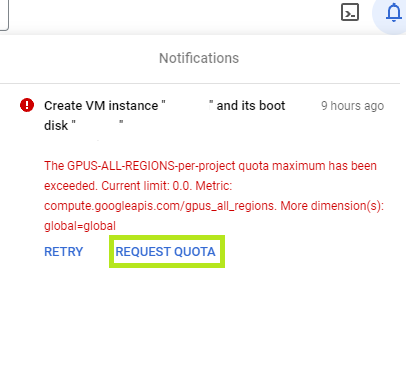 Notifications
Create VM instance " " and its boot 9 hours ago
disk " "
The GPUS-ALL-REGIONS-per-project quota maximum has been
exceeded. Current limit: 0.0. Metric:
compute.googleapis.com/gpus_all_regions. More dimension(s):
global=global
RETRY REQUEST QUOTA